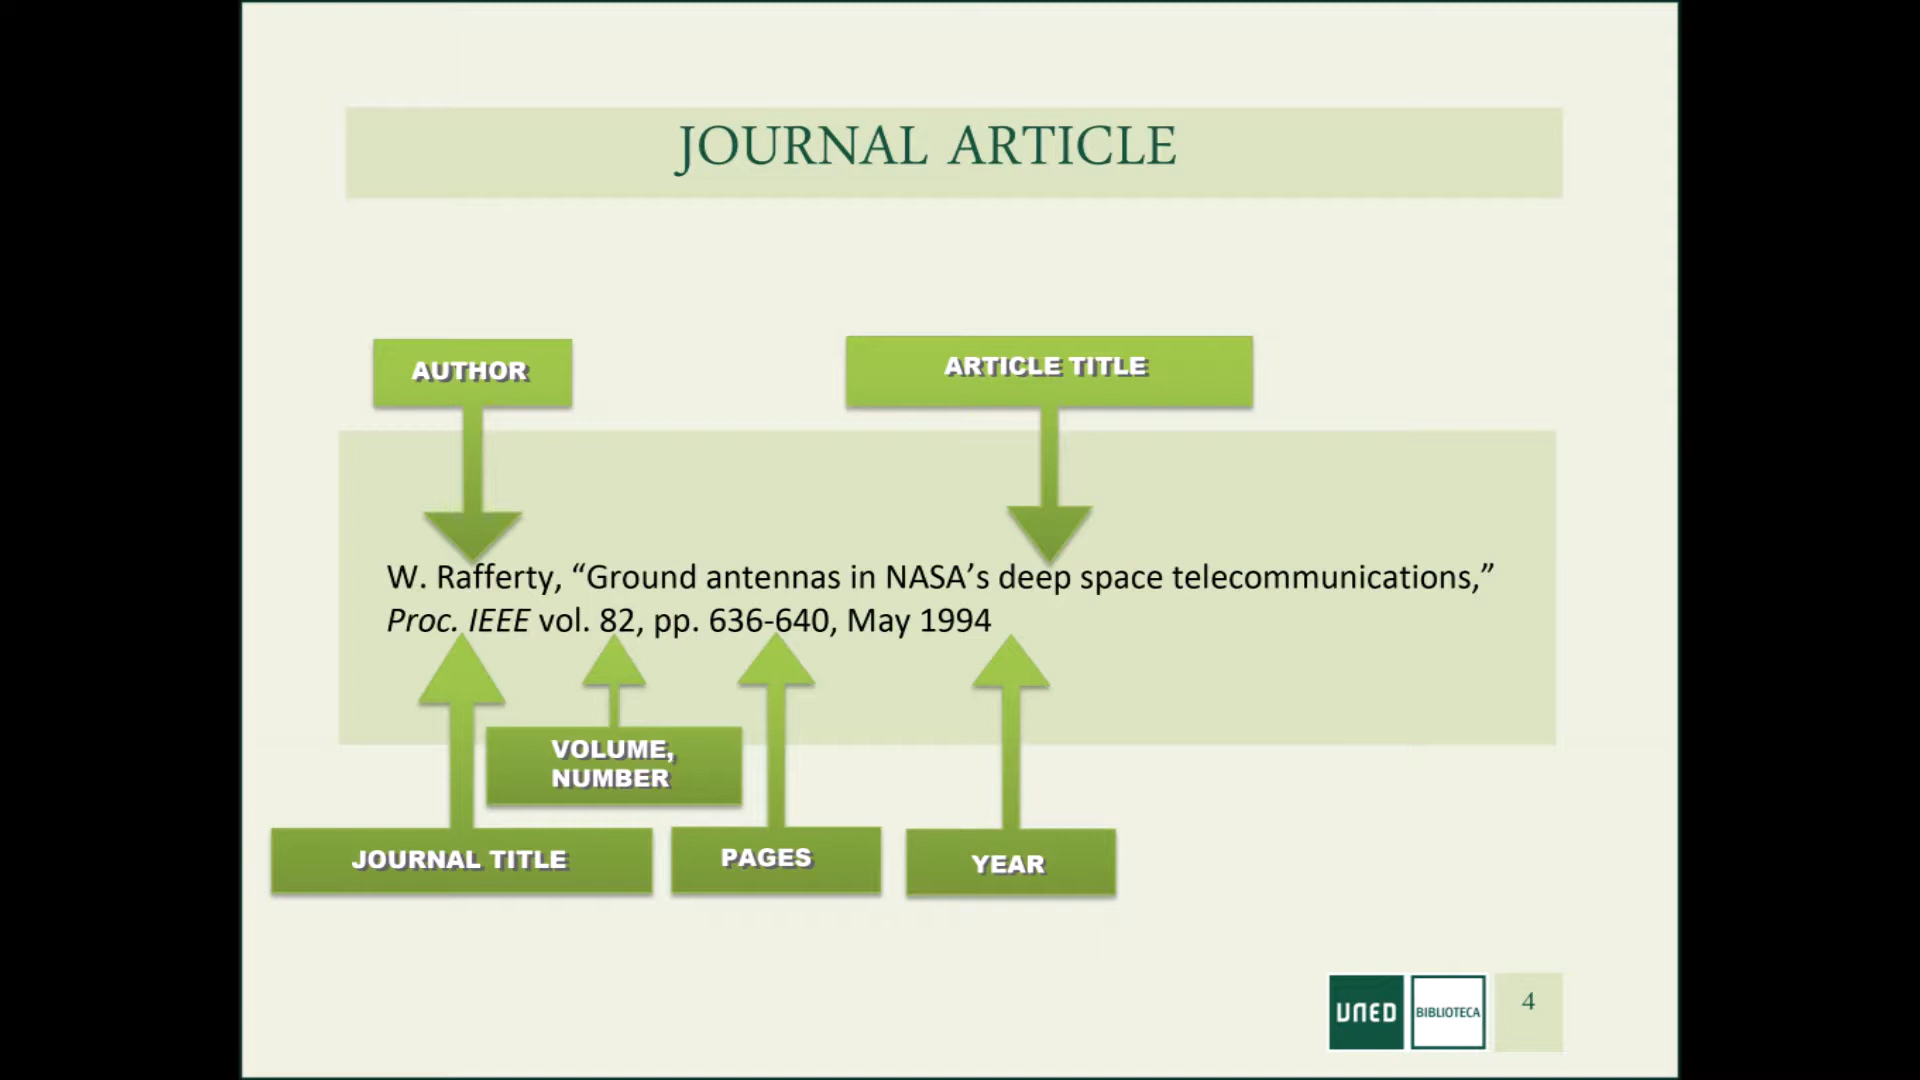 JOURNAL ARTICLE
AUTHOR
ARTICLE TITLE
W. Rafferty, “Ground antennas in NASA’s deep space telecommunications,”
Proc. IEEE vol. 82, pp. 636-640, May 1994
VOLUME,
NUMBER
JOURNAL TITLE
PAGES
YEAR
UNED
BIBLIOTECA
4